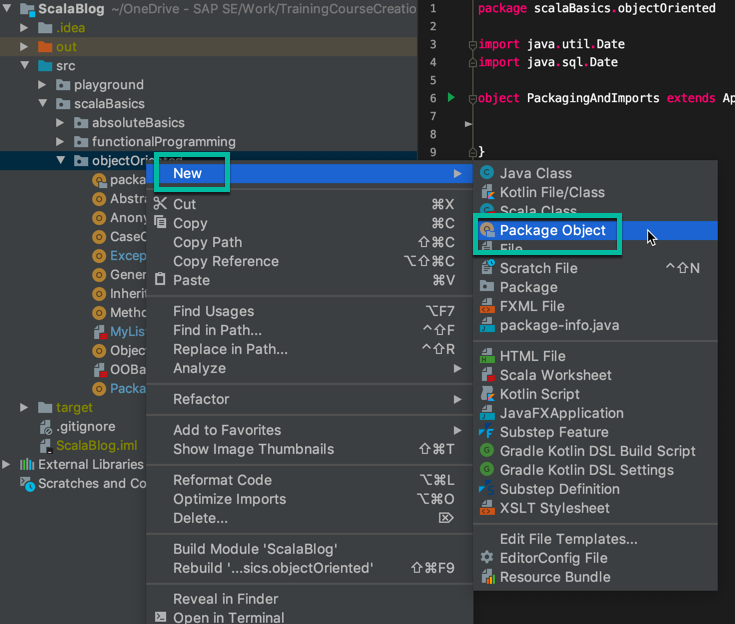 ScalaBlog ~/OneDrive - SAP SE/Work/TrainingCourseCreatio
.idea
out
src
playground
scalaBasics
absoluteBasics
functionalProgramming
objectOriented
packa
Abstra
Anony
CaseC
Excep
Gener
Inherit
Metho
MyList
Object
OOBa
Packa
target
.gitignore
ScalaBlog.iml
External Libraries
Scratches and Co
1 package scalaBasics.objectOriented
2
3 import java.util.Date
4 import java.sql.Date
5
6 object PackagingAndImports extends Ap
7
8
9 }
New
Cut ⌘X
Copy ⌘C
Copy Path ⇧⌘C
Copy Reference ⌥⇧⌘C
Paste ⌘V
Find Usages ⌥F7
Find in Path... ^⇧F
Replace in Path... ^⇧R
Analyze
Refactor
Add to Favorites
Show Image Thumbnails ⇧⌘T
Reformat Code ⌥⌘L
Optimize Imports ⌥⌘O
Delete... ⌦
Build Module 'ScalaBlog'
Rebuild '...sics.objectOriented' ⇧⌘F9
Reveal in Finder
Open in Terminal
Java Class
Kotlin File/Class
Scala Class
Package Object
File
Scratch File ^⇧N
Package
FXML File
package-info.java
HTML File
Scala Worksheet
Kotlin Script
JavaFXApplication
Substep Feature
Gradle Kotlin DSL Build Script
Gradle Kotlin DSL Settings
Substep Definition
XSLT Stylesheet
Edit File Templates...
EditorConfig File
Resource Bundle